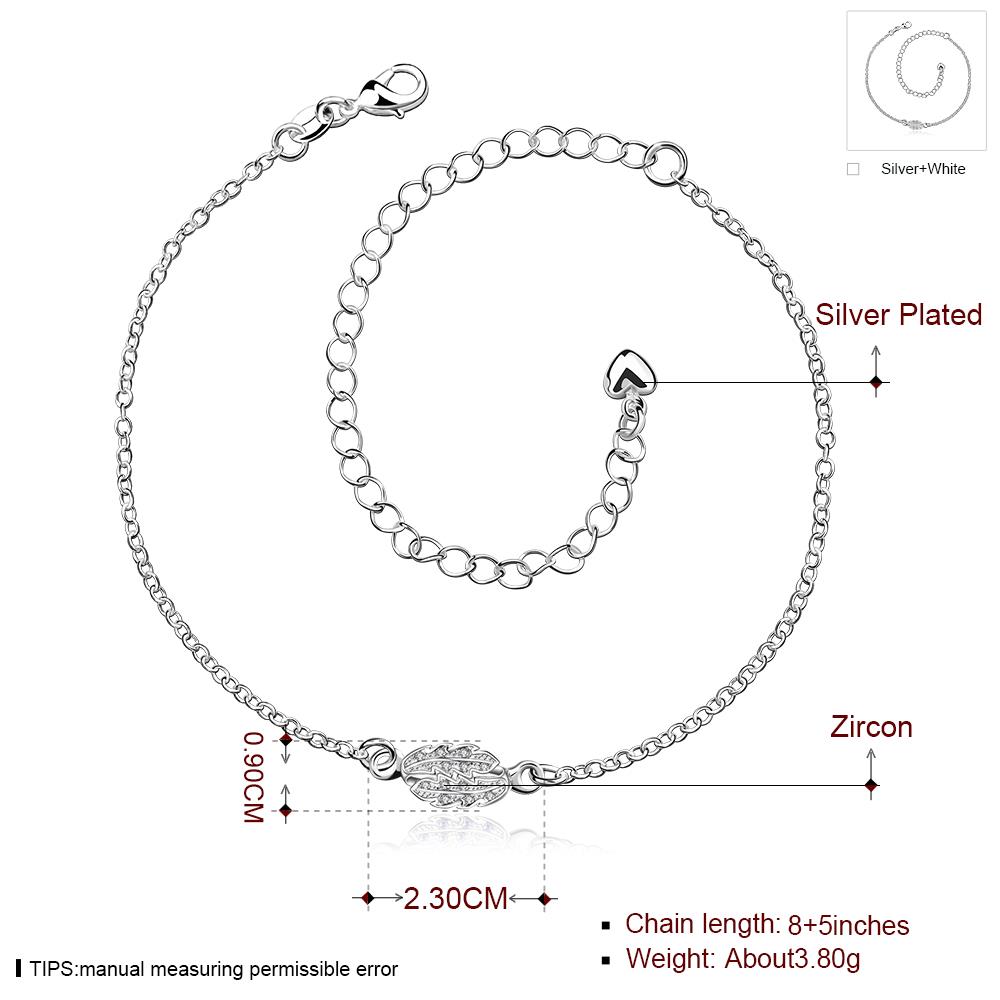 Silver+White
Silver Plated
Zircon
0.90CM
2.30CM
Chain length: 8+5inches
Weight: About3.80g
TIPS:manual measuring permissible error